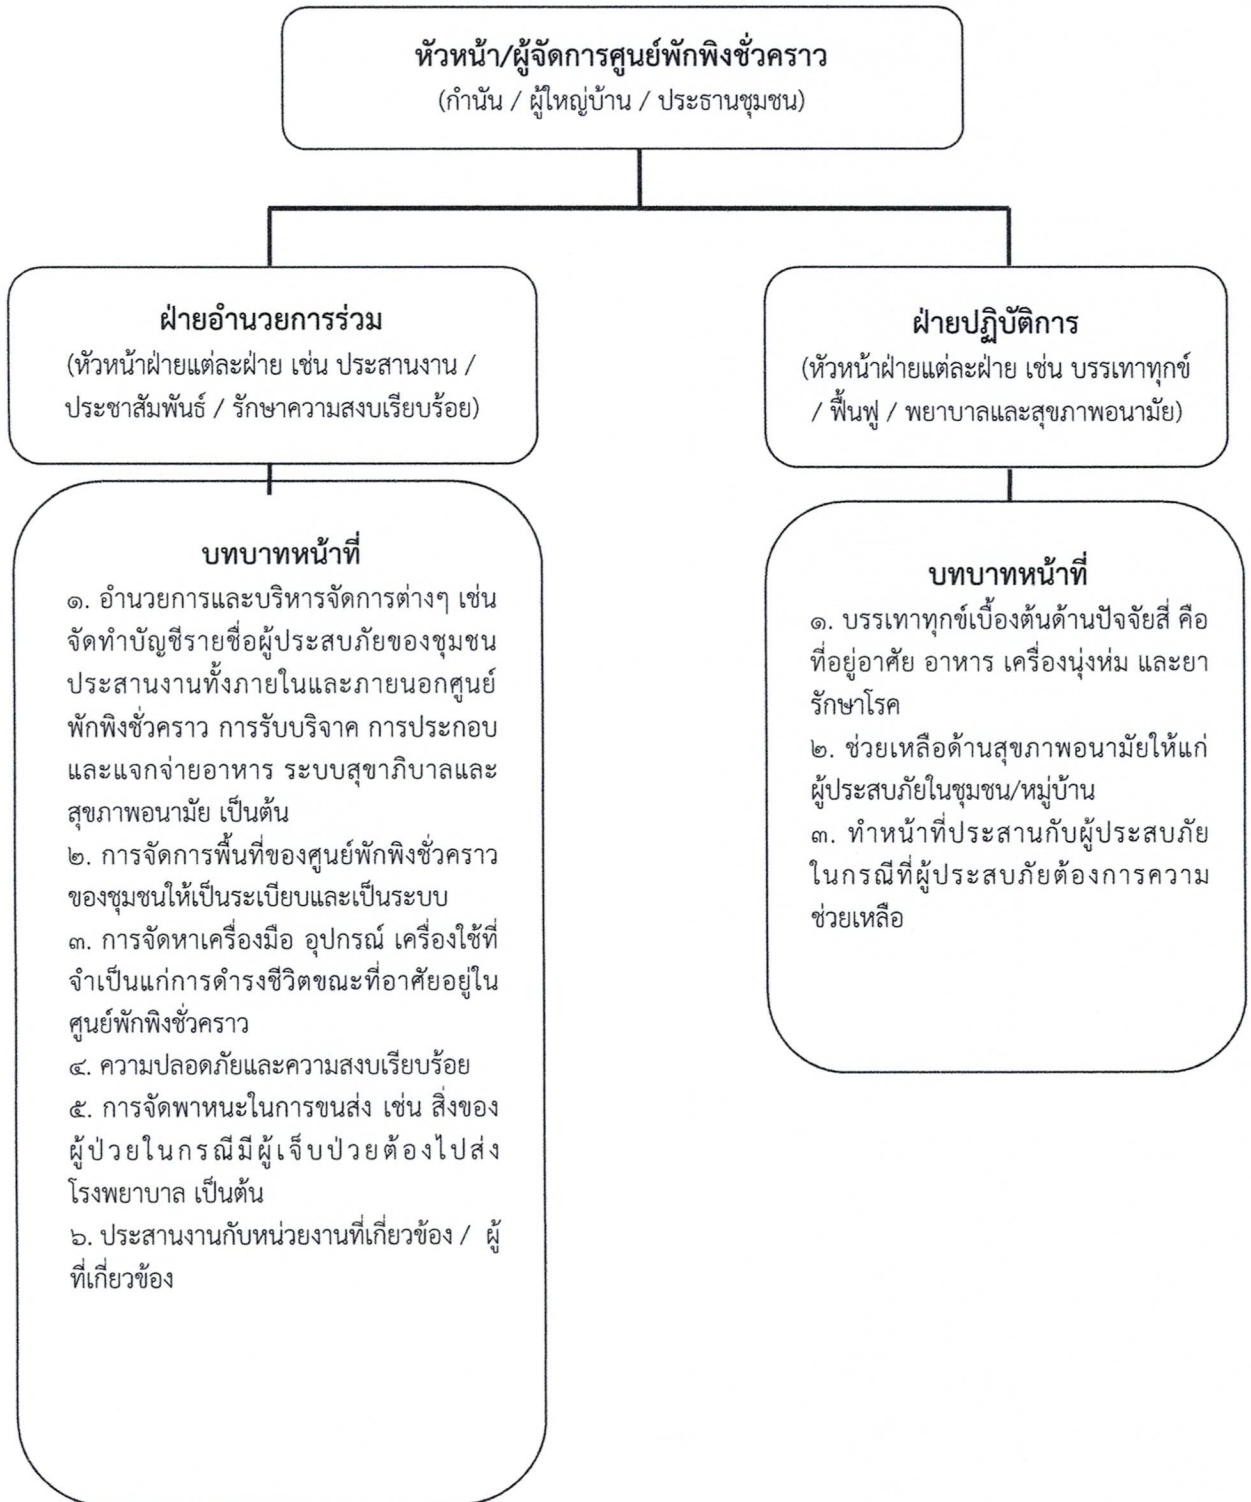 หัวหน้า/ผู้จัดการศูนย์พักพิงชั่วคราว
(กำนัน / ผู้ใหญ่บ้าน / ประธานชุมชน)
ฝ่ายอำนวยการร่วม
(หัวหน้าฝ่ายแต่ละฝ่าย เช่น ประสานงาน /
ประชาสัมพันธ์ / รักษาความสงบเรียบร้อย)
ฝ่ายปฏิบัติการ
(หัวหน้าฝ่ายแต่ละฝ่าย เช่น บรรเทาทุกข์
/ ฟื้นฟู / พยาบาลและสุขภาพอนามัย)
บทบาทหน้าที่
๑. อำนวยการและบริหารจัดการต่างๆ เช่น
จัดทำบัญชีรายชื่อผู้ประสบภัยของชุมชน
ประสานงานทั้งภายในและภายนอกศูนย์
พักพิงชั่วคราว การรับบริจาค การประกอบ
และแจกจ่ายอาหาร ระบบสุขาภิบาลและ
สุขภาพอนามัย เป็นต้น
๒. การจัดการพื้นที่ของศูนย์พักพิงชั่วคราว
ของชุมชนให้เป็นระเบียบและเป็นระบบ
๓. การจัดหาเครื่องมือ อุปกรณ์ เครื่องใช้ที่
จำเป็นแก่การดำรงชีวิตขณะที่อาศัยอยู่ใน
ศูนย์พักพิงชั่วคราว
๔. ความปลอดภัยและความสงบเรียบร้อย
๕. การจัดพาหนะในการขนส่ง เช่น สิ่งของ
ผู้ป่วยในกรณีมีผู้เจ็บป่วยต้องไปส่ง
โรงพยาบาล เป็นต้น
๖. ประสานงานกับหน่วยงานที่เกี่ยวข้อง / ผู้
ที่เกี่ยวข้อง
บทบาทหน้าที่
๑. บรรเทาทุกข์เบื้องต้นด้านปัจจัยสี่ คือ
ที่อยู่อาศัย อาหาร เครื่องนุ่งห่ม และยา
รักษาโรค
๒. ช่วยเหลือด้านสุขภาพอนามัยให้แก่
ผู้ประสบภัยในชุมชน/หมู่บ้าน
๓. ทำหน้าที่ประสานกับผู้ประสบภัย
ในกรณีที่ผู้ประสบภัยต้องการความ
ช่วยเหลือ